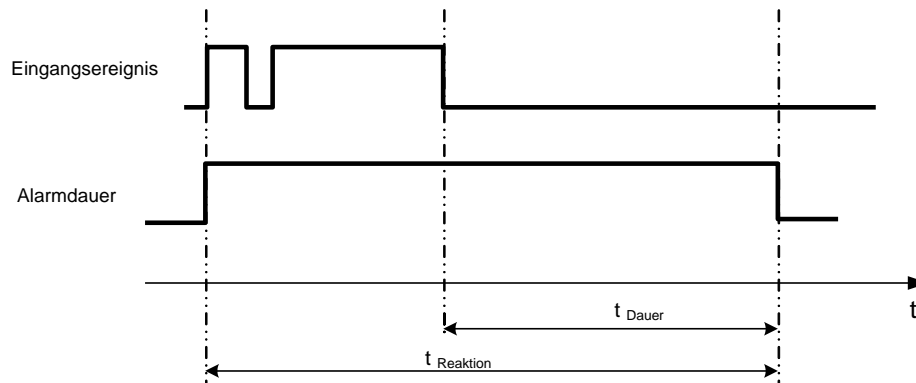 Eingangsereignis
Alarmdauer
t
t Dauer
t Reaktion